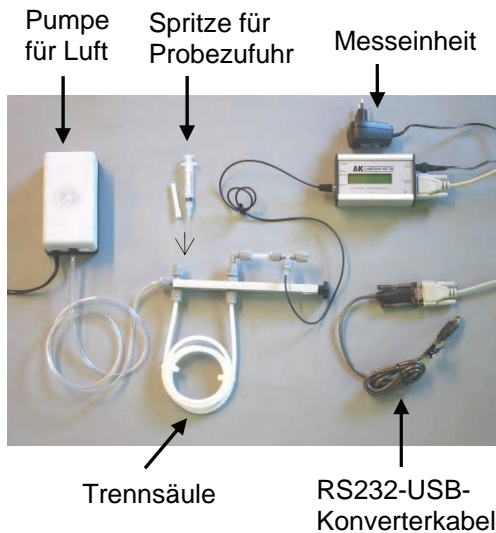 Pumpe
für Luft
Spritze für
Probezufuhr
Messeinheit
AK
Trennsäule
RS232-USB-
Konverterkabel